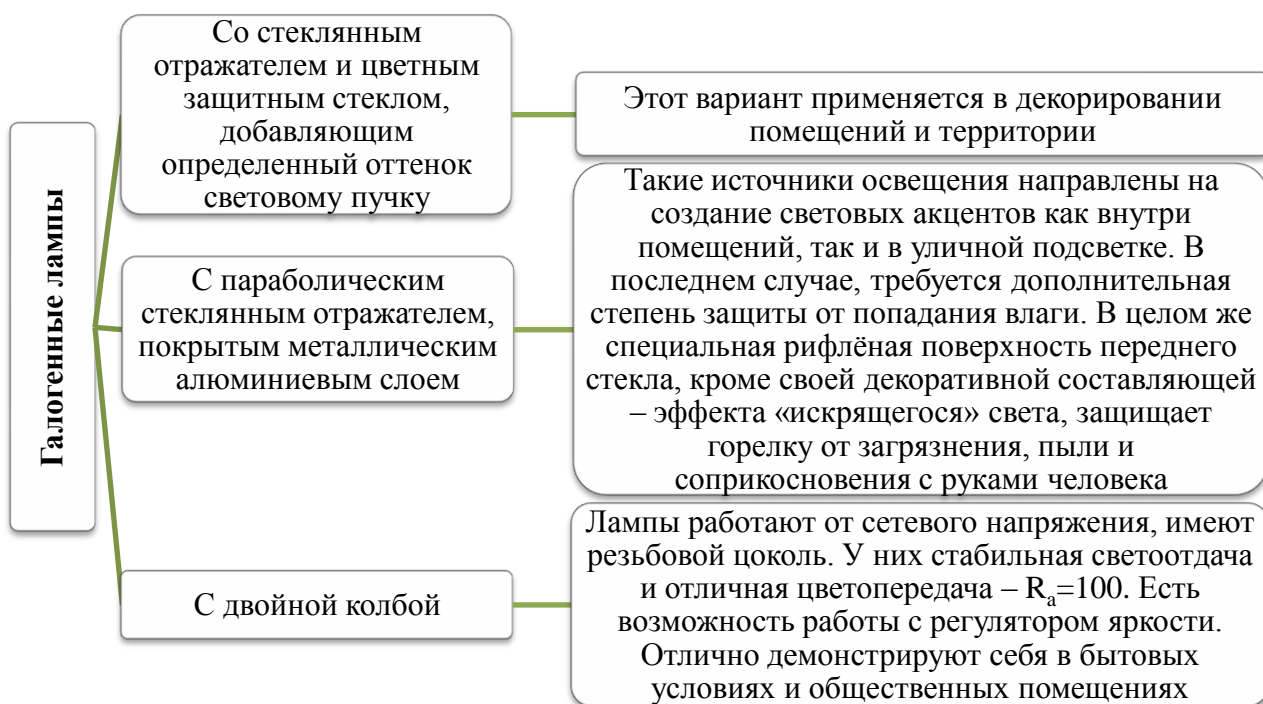 Галогенные лампы
Со стеклянным
отражателем и цветным
защитным стеклом,
добавляющим
определенный оттенок
световому пучку
Этот вариант применяется в декорировании
помещений и территории
С параболическим
стеклянным отражателем,
покрытым металлическим
алюминиевым слоем
Такие источники освещения направлены на
создание световых акцентов как внутри
помещений, так и в уличной подсветке. В
последнем случае, требуется дополнительная
степень защиты от попадания влаги. В целом же
специальная рифлёная поверхность переднего
стекла, кроме своей декоративной составляющей
– эффекта «искрящегося» света, защищает
горелку от загрязнения, пыли и
соприкосновения с руками человека
С двойной колбой
Лампы работают от сетевого напряжения, имеют
резьбовой цоколь. У них стабильная светоотдача
и отличная цветопередача – Rₐ=100. Есть
возможность работы с регулятором яркости.
Отлично демонстрируют себя в бытовых
условиях и общественных помещениях